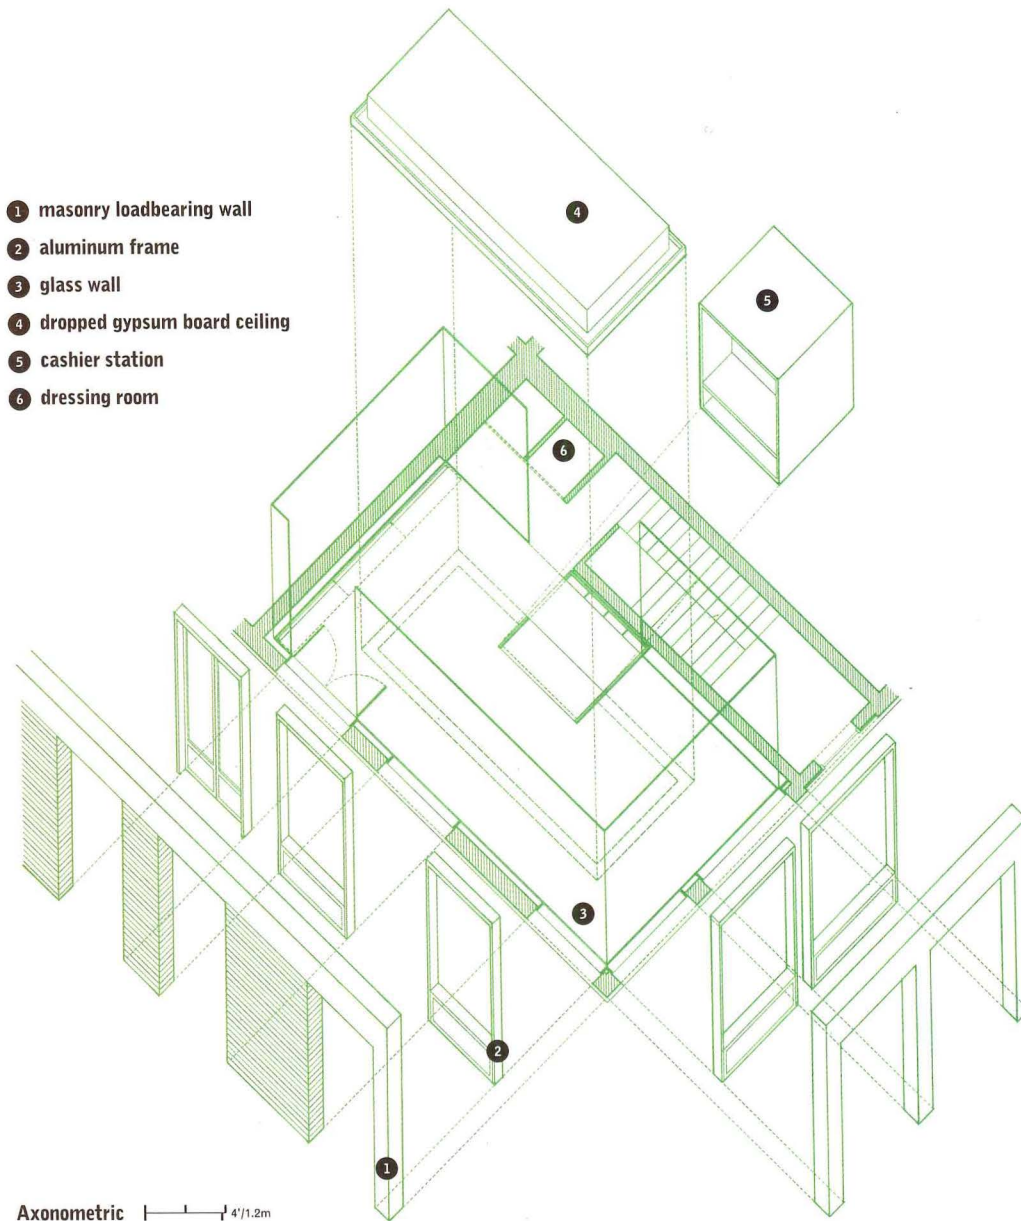 1 masonry loadbearing wall
2 aluminum frame
3 glass wall
4 dropped gypsum board ceiling
5 cashier station
6 dressing room
4
5
6
3
2
1
Axonometric 4'/1.2m